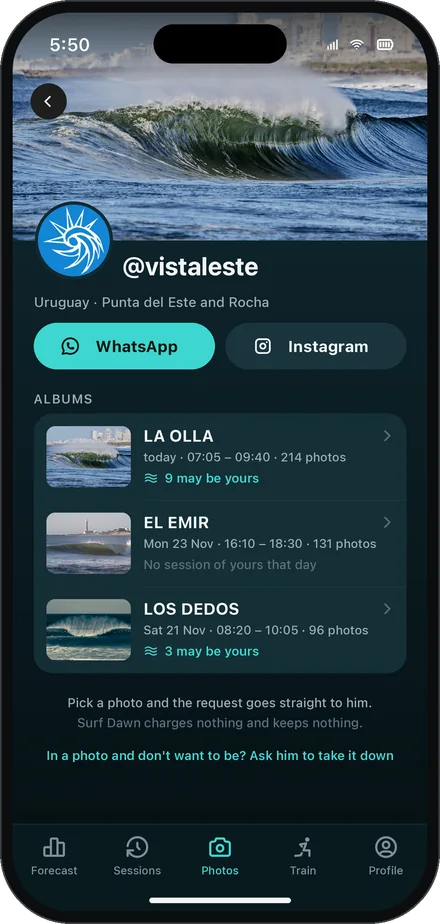 5:50
@vistaleste
Uruguay · Punta del Este and Rocha
WhatsApp
Instagram
ALBUMS
LA OLLA
today · 07:05 – 09:40 · 214 photos
9 may be yours
EL EMIR
Mon 23 Nov · 16:10 – 18:30 · 131 photos
No session of yours that day
LOS DEDOS
Sat 21 Nov · 08:20 – 10:05 · 96 photos
3 may be yours
Pick a photo and the request goes straight to him.
Surf Dawn charges nothing and keeps nothing.
In a photo and don't want to be? Ask him to take it down
Forecast
Sessions
Photos
Train
Profile